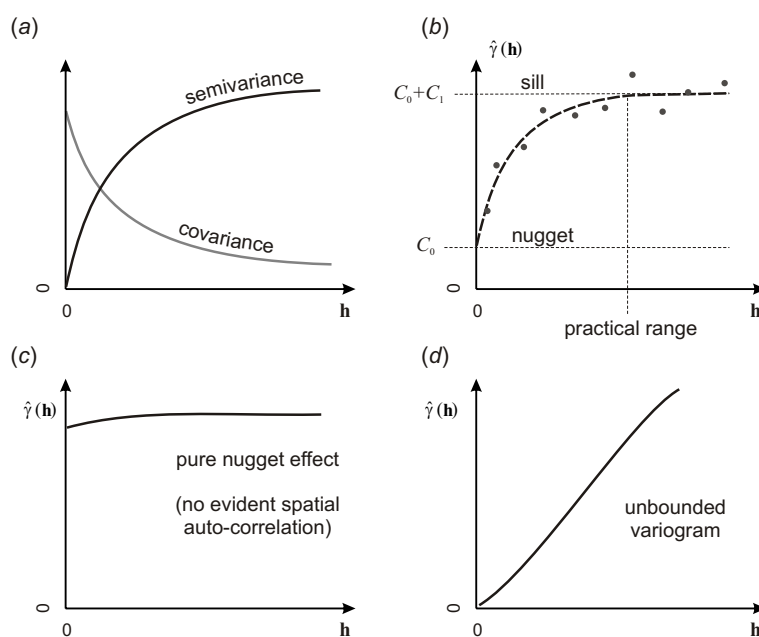 (a)
semivariance
covariance
0
0
h
(b)
γ̂(h)
C₀+C₁
sill
C₀
nugget
0
0
h
practical range
(c)
γ̂(h)
pure nugget effect
(no evident spatial
auto-correlation)
0
0
h
(d)
γ̂(h)
unbounded
variogram
0
0
h